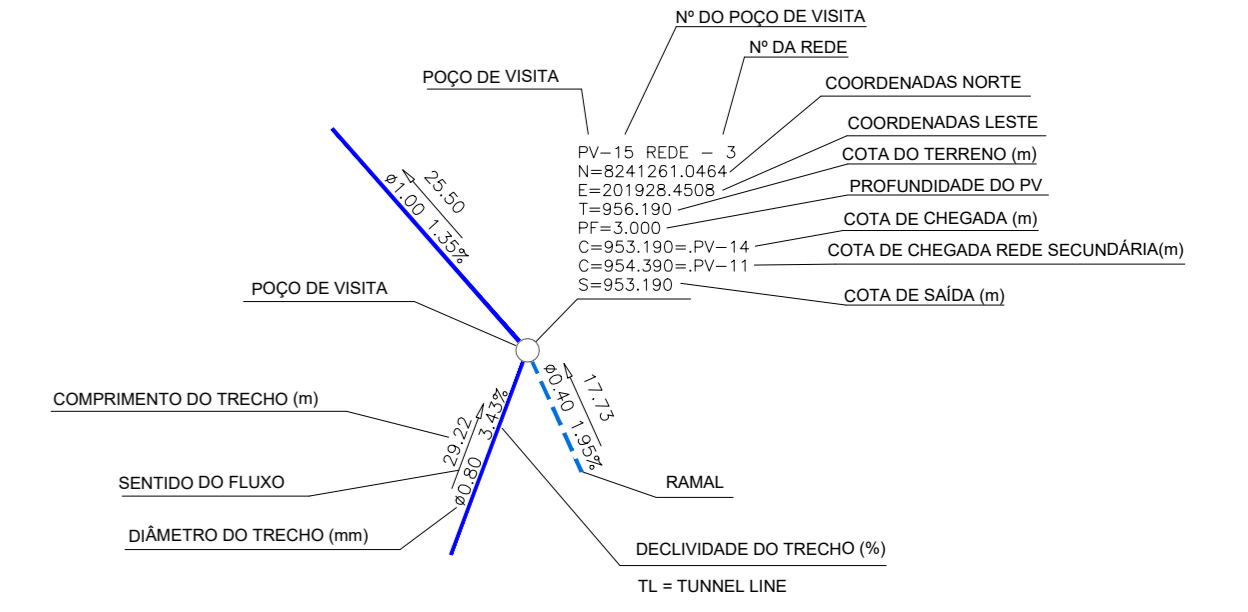 Nº DO POÇO DE VISITA
Nº DA REDE
POÇO DE VISITA
COORDENADAS NORTE
COORDENADAS LESTE
PV-15 REDE - 3
N=8241261.0464
E=201928.4508
T=956.190
PF=3.000
C=953.190=.PV-14
C=954.390=.PV-11
S=953.190
COTA DO TERRENO (m)
PROFUNDIDADE DO PV
COTA DE CHEGADA (m)
COTA DE CHEGADA REDE SECUNDÁRIA(m)
COTA DE SAÍDA (m)
25.50
ø1.00 1.35%
POÇO DE VISITA
17.73
ø0.40 1.95%
COMPRIMENTO DO TRECHO (m)
29.22
ø0.80 3.43%
SENTIDO DO FLUXO
RAMAL
DIÂMETRO DO TRECHO (mm)
DECLIVIDADE DO TRECHO (%)
TL = TUNNEL LINE